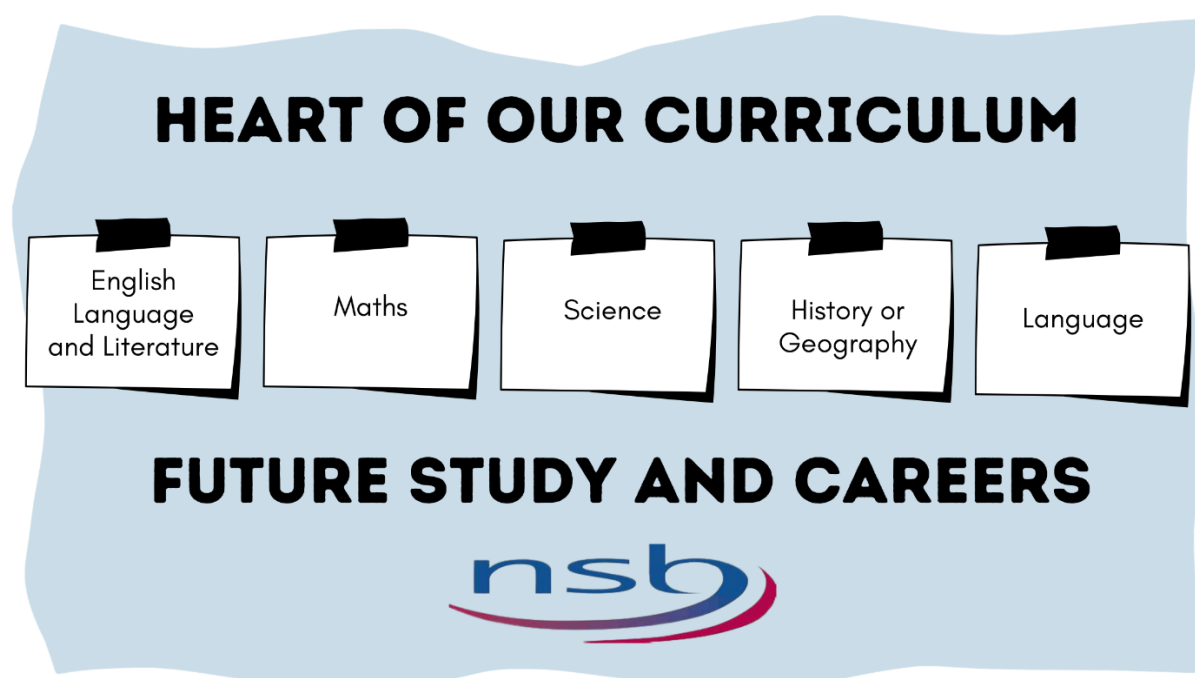 HEART OF OUR CURRICULUM
English
Language
and Literature
Maths
Science
History or
Geography
Language
FUTURE STUDY AND CAREERS
nsb